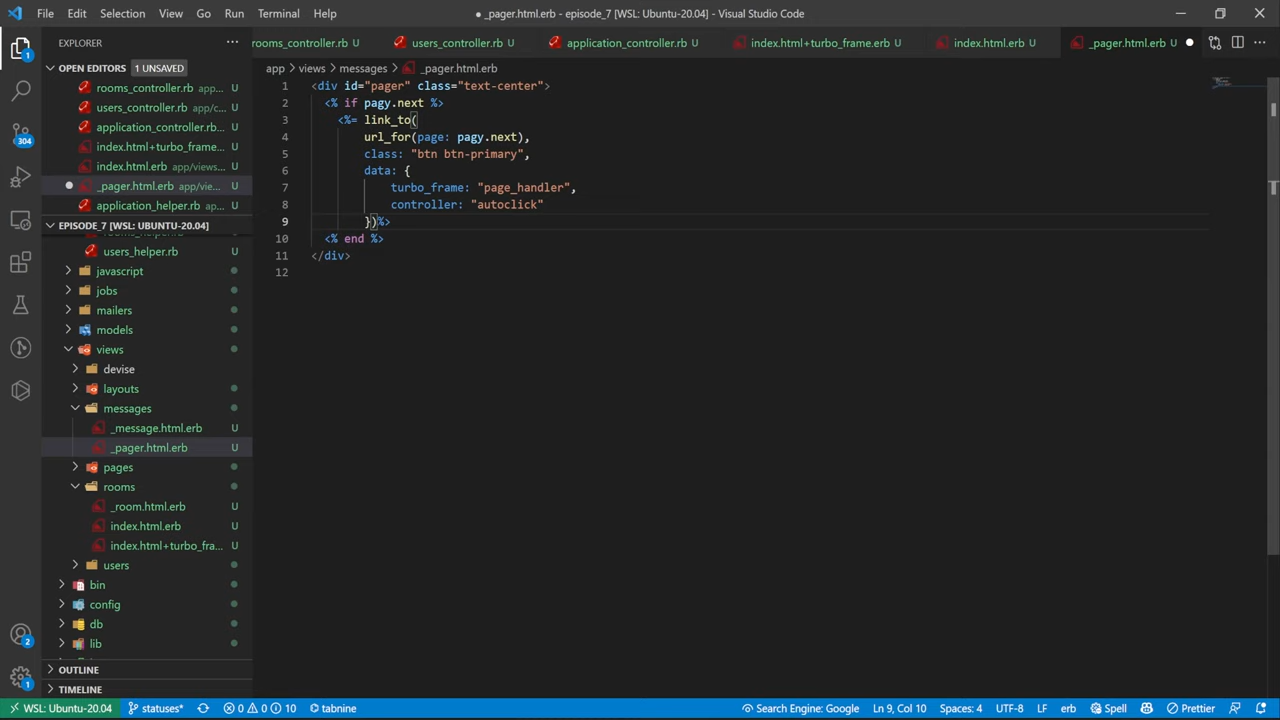 File Edit Selection View Go Run Terminal Help
● _pager.html.erb - episode_7 [WSL: Ubuntu-20.04] - Visual Studio Code
EXPLORER
OPEN EDITORS 1 UNSAVED
rooms_controller.rb app...
users_controller.rb app/c...
application_controller.rb...
index.html+turbo_frame...
index.html.erb app/views...
_pager.html.erb app/vie...
application_helper.rb
EPISODE_7 [WSL: UBUNTU-20.04]
users_helper.rb
javascript
jobs
mailers
models
views
devise
layouts
messages
_message.html.erb U
_pager.html.erb U
pages
rooms
_room.html.erb U
index.html.erb U
index.html+turbo_fra... U
users
bin
config
db
lib
OUTLINE
TIMELINE
rooms_controller.rb U users_controller.rb U application_controller.rb U index.html+turbo_frame.erb U index.html.erb U _pager.html.erb U
app > views > messages > _pager.html.erb
1 <div id="pager" class="text-center">
2 <% if pagy.next %>
3 <%= link_to(
4 url_for(page: pagy.next),
5 class: "btn btn-primary",
6 data: {
7 turbo_frame: "page_handler",
8 controller: "autoclick"
9 })%>
10 <% end %>
11 </div>
12
WSL: Ubuntu-20.04 statuses* 0 0 10 tabnine Search Engine: Google Ln 9, Col 10 Spaces: 4 UTF-8 LF erb Spell Prettier